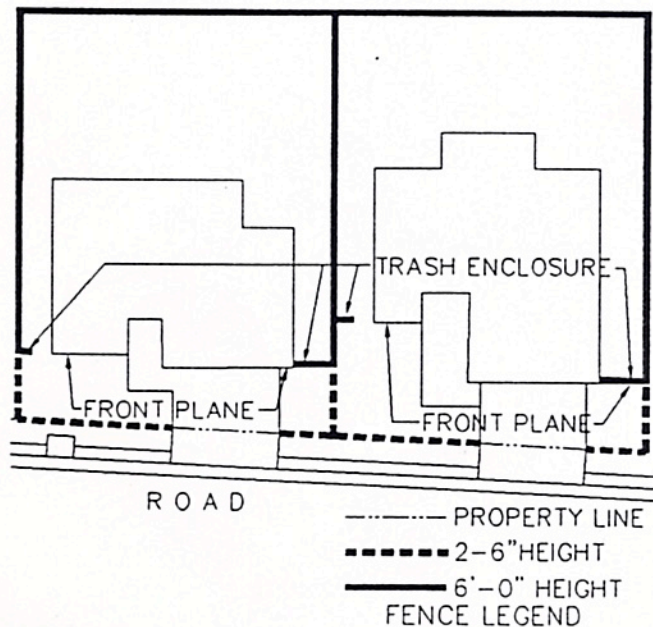 TRASH ENCLOSURE
FRONT PLANE
FRONT PLANE
ROAD
PROPERTY LINE
2-6" HEIGHT
6'-0" HEIGHT
FENCE LEGEND